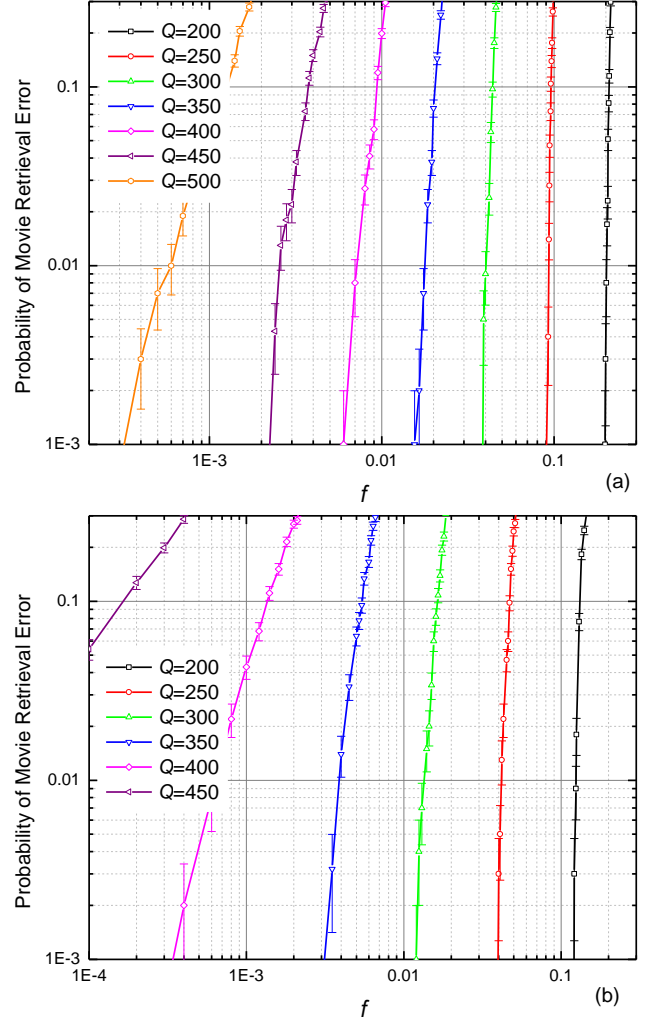 Q=200
Q=250
Q=300
Q=350
Q=400
Q=450
Q=500
Probability of Movie Retrieval Error
0.1
0.01
1E-3
1E-3
0.01
0.1
f
(a)
Q=200
Q=250
Q=300
Q=350
Q=400
Q=450
Probability of Movie Retrieval Error
0.1
0.01
1E-3
1E-4
1E-3
0.01
0.1
f
(b)